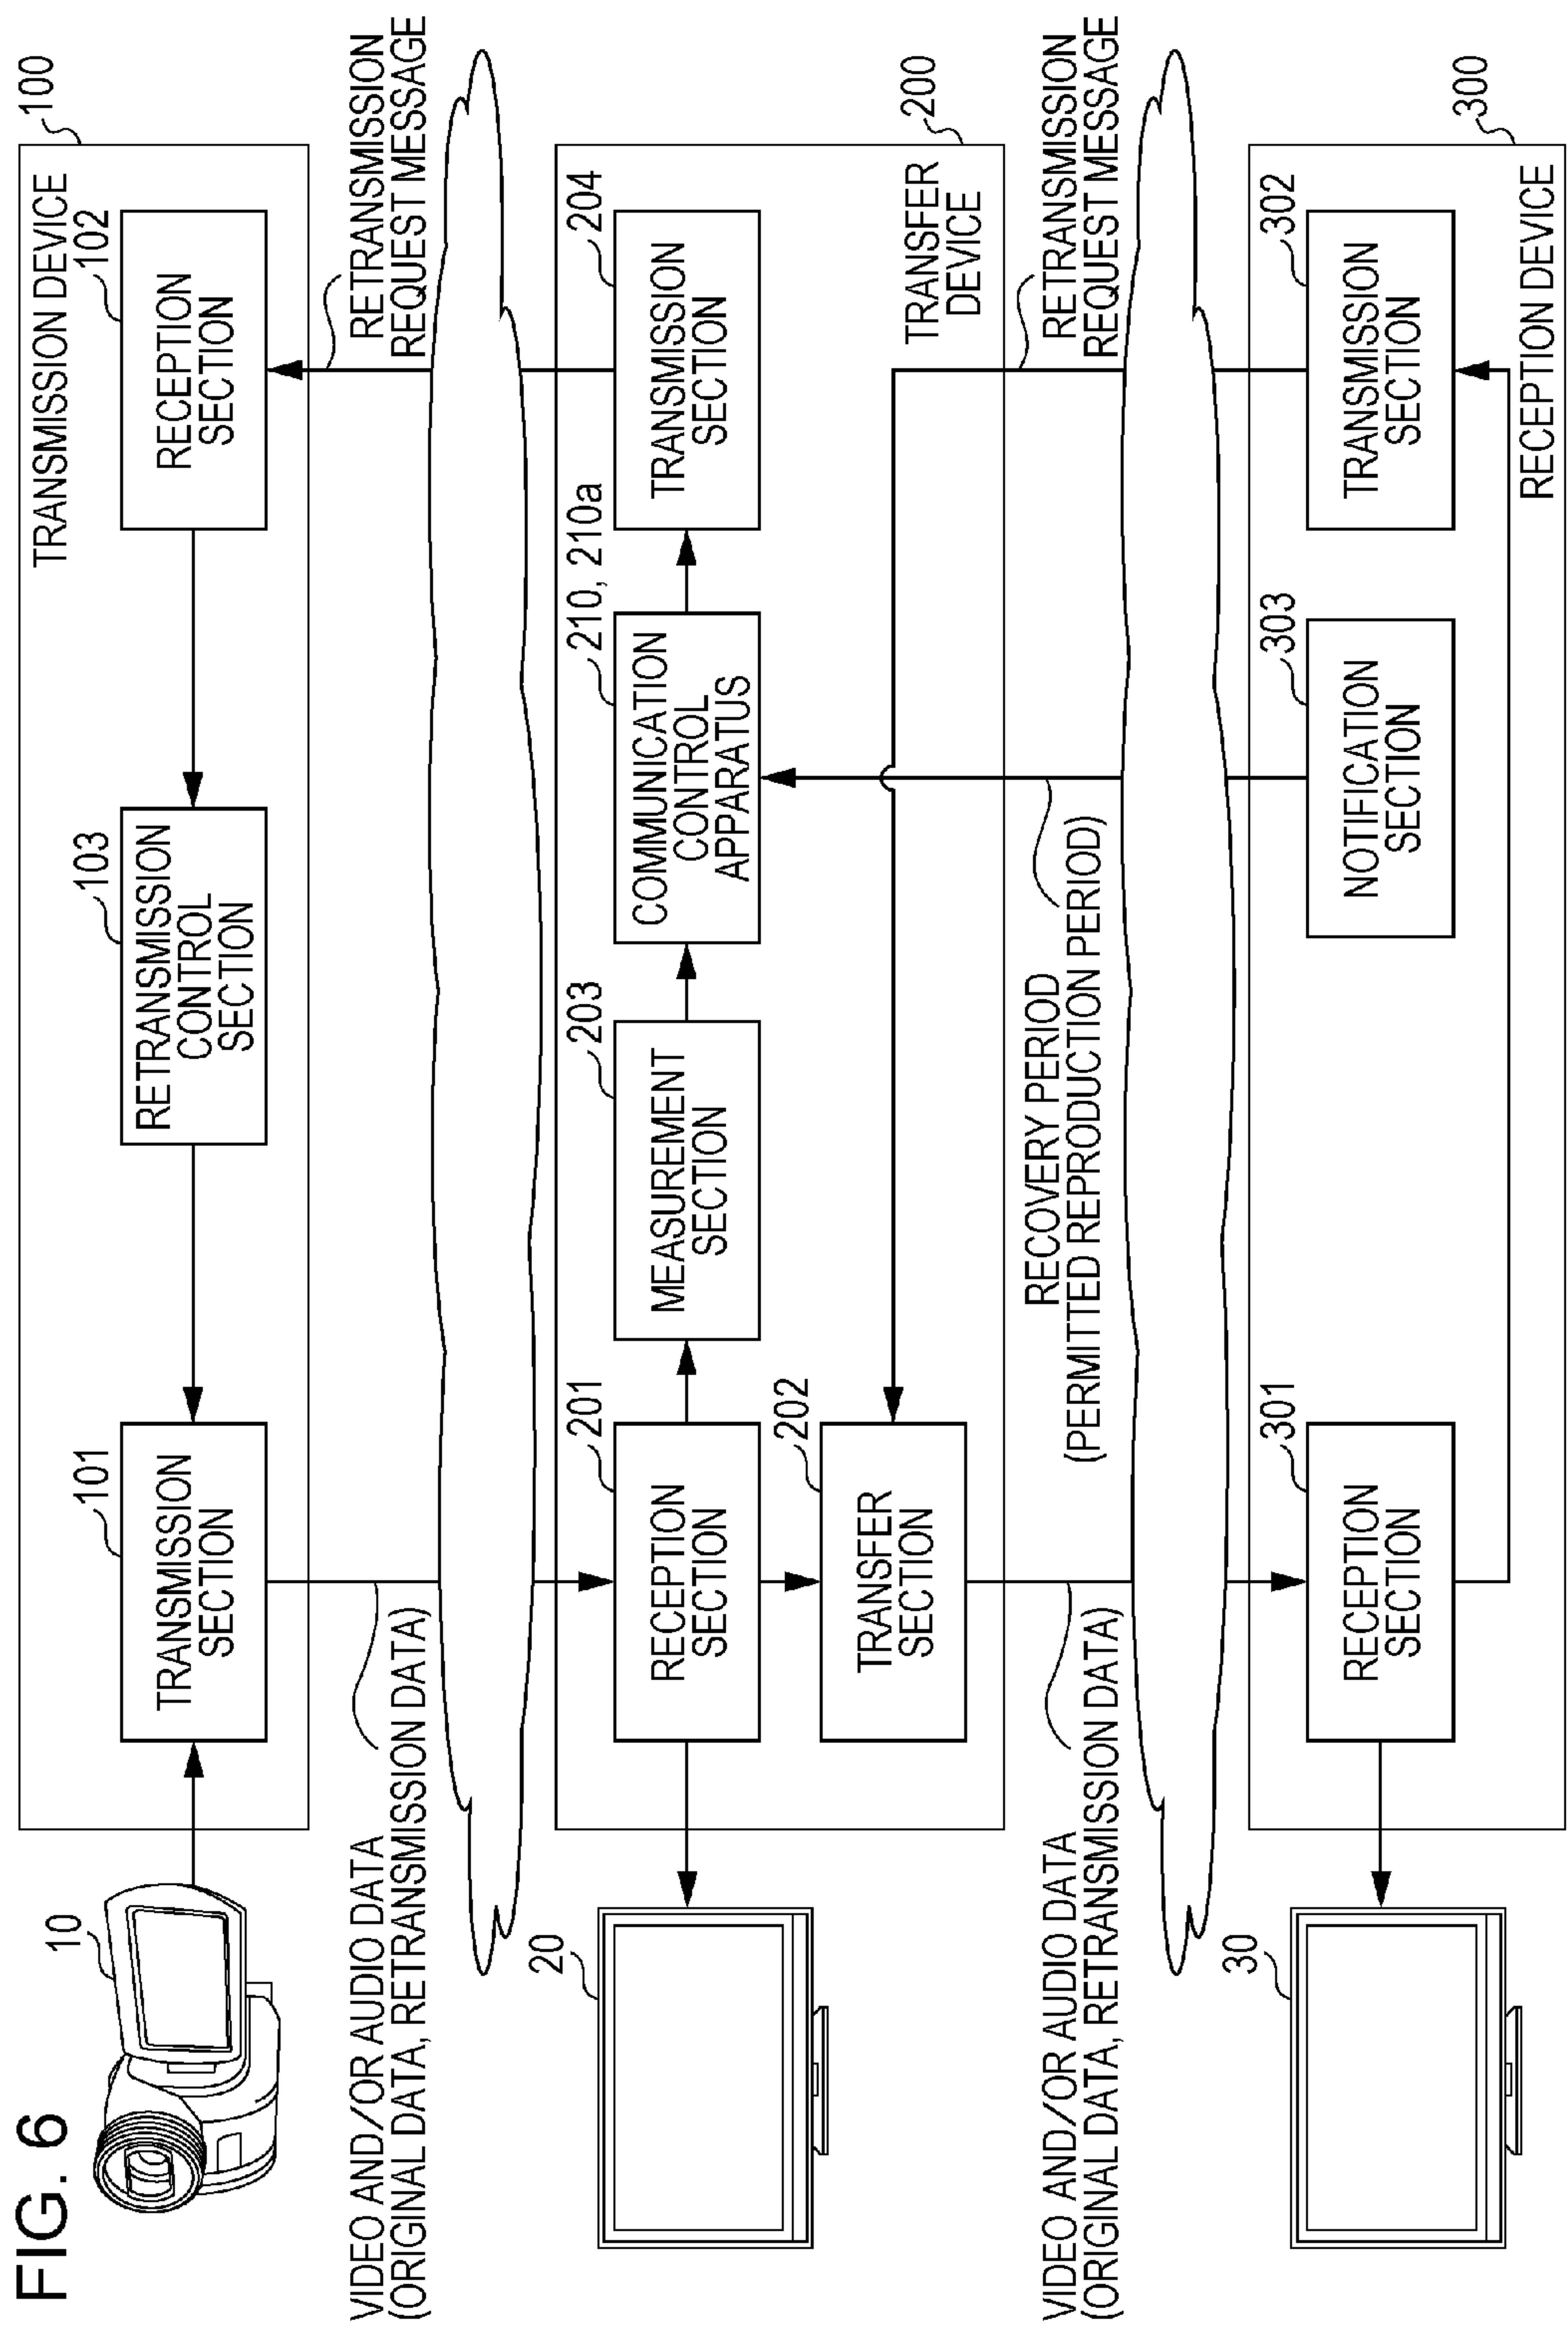 FIG. 6
10
TRANSMISSION DEVICE
100
101
TRANSMISSION
SECTION
103
RETRANSMISSION
CONTROL
SECTION
102
RECEPTION
SECTION
VIDEO AND/OR AUDIO DATA
(ORIGINAL DATA, RETRANSMISSION DATA)
RETRANSMISSION
REQUEST MESSAGE
20
201
RECEPTION
SECTION
203
MEASUREMENT
SECTION
210, 210a
COMMUNICATION
CONTROL
APPARATUS
204
TRANSMISSION
SECTION
202
TRANSFER
SECTION
TRANSFER
DEVICE
200
VIDEO AND/OR AUDIO DATA
(ORIGINAL DATA, RETRANSMISSION DATA)
RECOVERY PERIOD
(PERMITTED REPRODUCTION PERIOD)
RETRANSMISSION
REQUEST MESSAGE
30
301
RECEPTION
SECTION
303
NOTIFICATION
SECTION
302
TRANSMISSION
SECTION
RECEPTION DEVICE
300